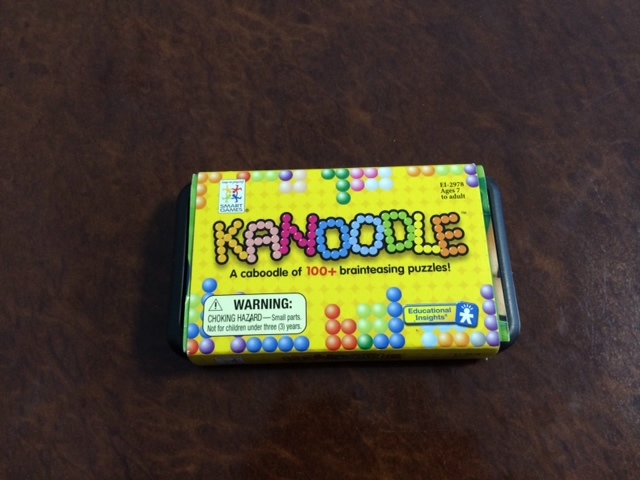 SMART
GAMES
®
EI-2978
Ages 7
to adult
KANOODLE™
A caboodle of 100+ brainteasing puzzles!
WARNING:
CHOKING HAZARD—Small parts.
Not for children under three (3) years.
Educational
Insights®